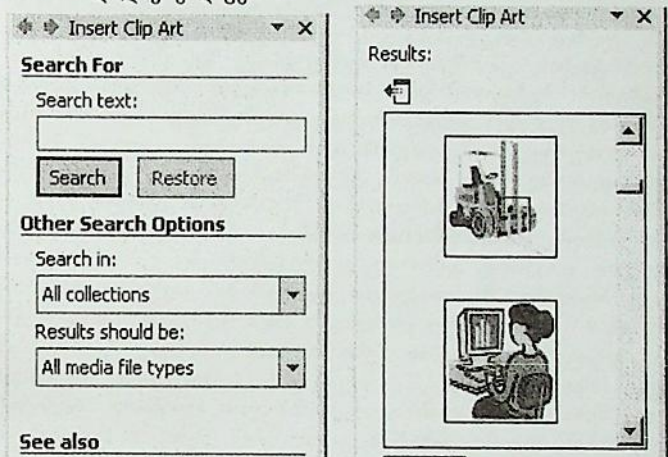 Insert Clip Art
Search For
Search text:
Search Restore
Other Search Options
Search in:
All collections
Results should be:
All media file types
See also
Insert Clip Art
Results: